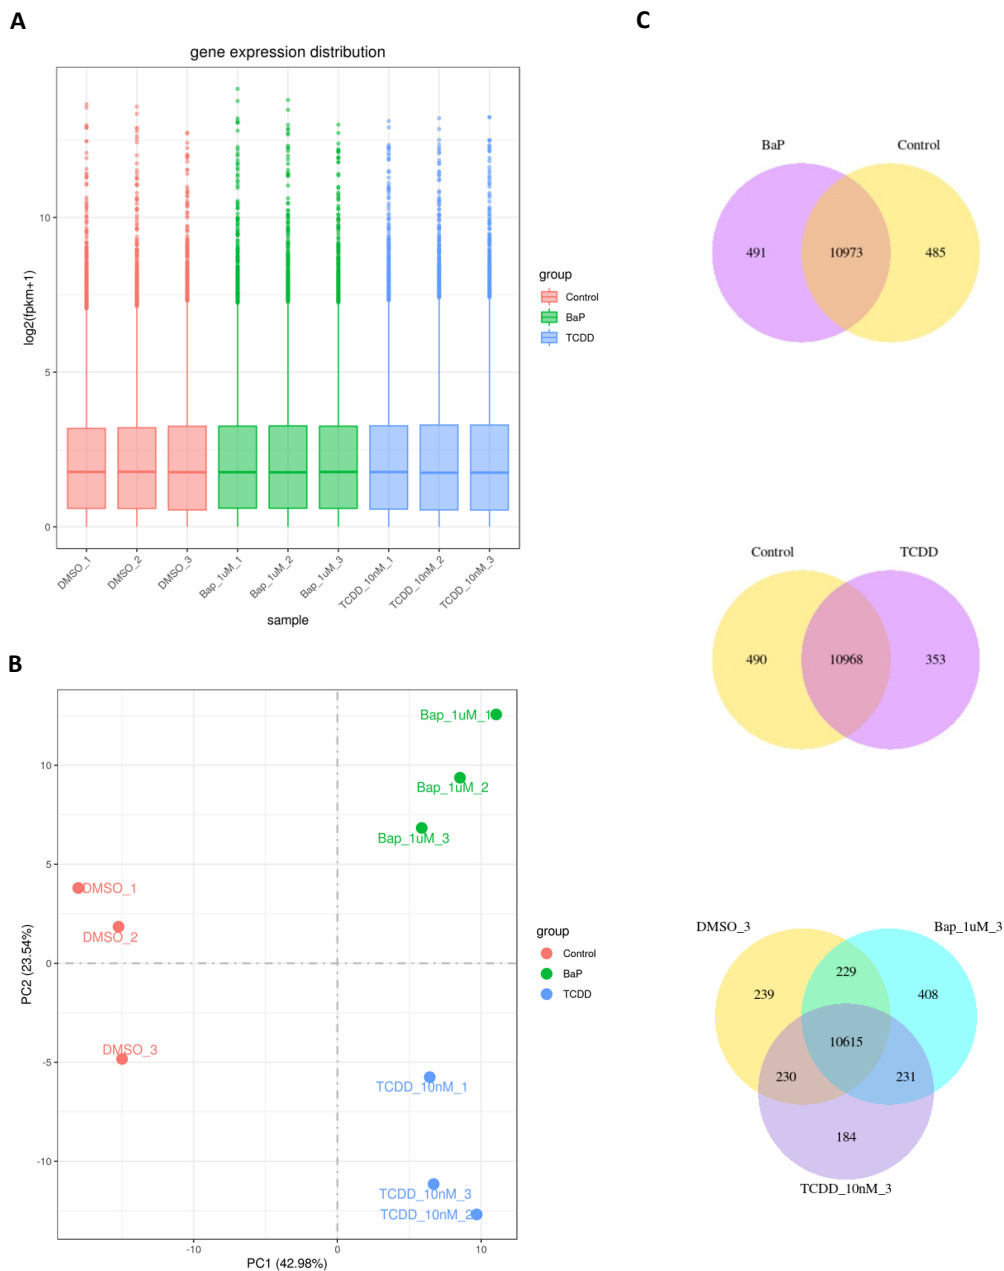 A
gene expression distribution
log2(fpkm+1)
10
5
0
DMSO_1
DMSO_2
DMSO_3
Bap_1uM_1
Bap_1uM_2
Bap_1uM_3
TCDD_10nM_1
TCDD_10nM_2
TCDD_10nM_3
sample
group
Control
BaP
TCDD
B
PC2 (23.54%)
10
5
0
-5
-10
Bap_1uM_1
Bap_1uM_2
Bap_1uM_3
DMSO_1
DMSO_2
DMSO_3
TCDD_10nM_1
TCDD_10nM_3
TCDD_10nM_2
-10
0
10
PC1 (42.98%)
group
Control
BaP
TCDD
C
BaP
Control
491
10973
485
Control
TCDD
490
10968
353
DMSO_3
Bap_1uM_3
229
239
408
10615
230
231
184
TCDD_10nM_3